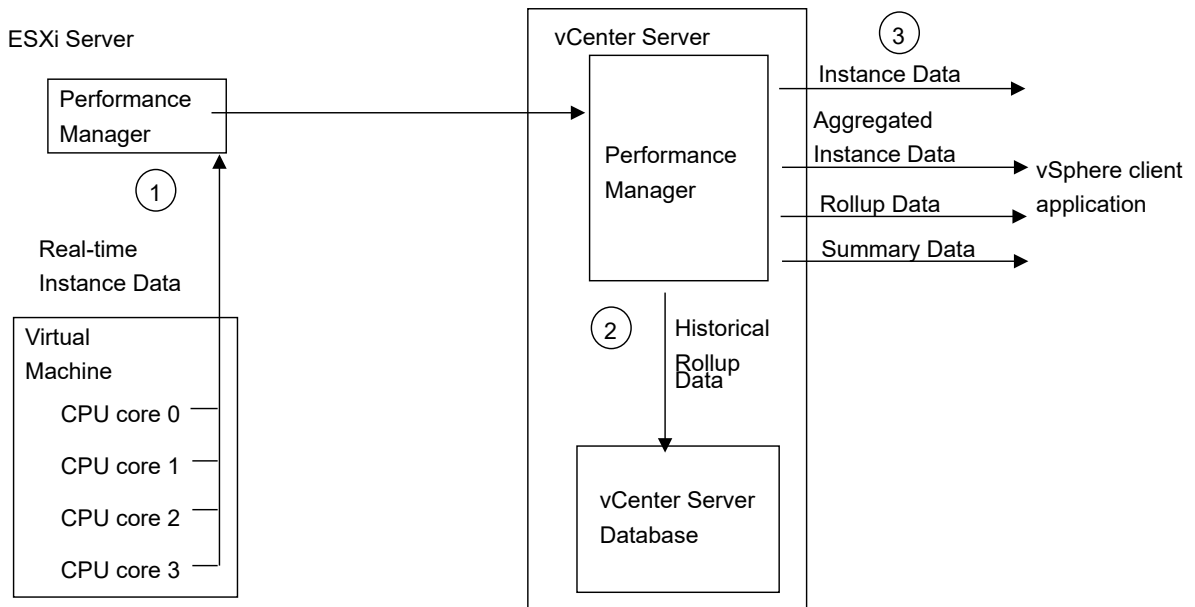 ESXi Server
Performance
Manager
1
Real-time
Instance Data
Virtual
Machine
CPU core 0
CPU core 1
CPU core 2
CPU core 3
vCenter Server
Performance
Manager
2
Historical
Rollup
Data
vCenter Server
Database
3
Instance Data
Aggregated
Instance Data
Rollup Data
Summary Data
vSphere client
application